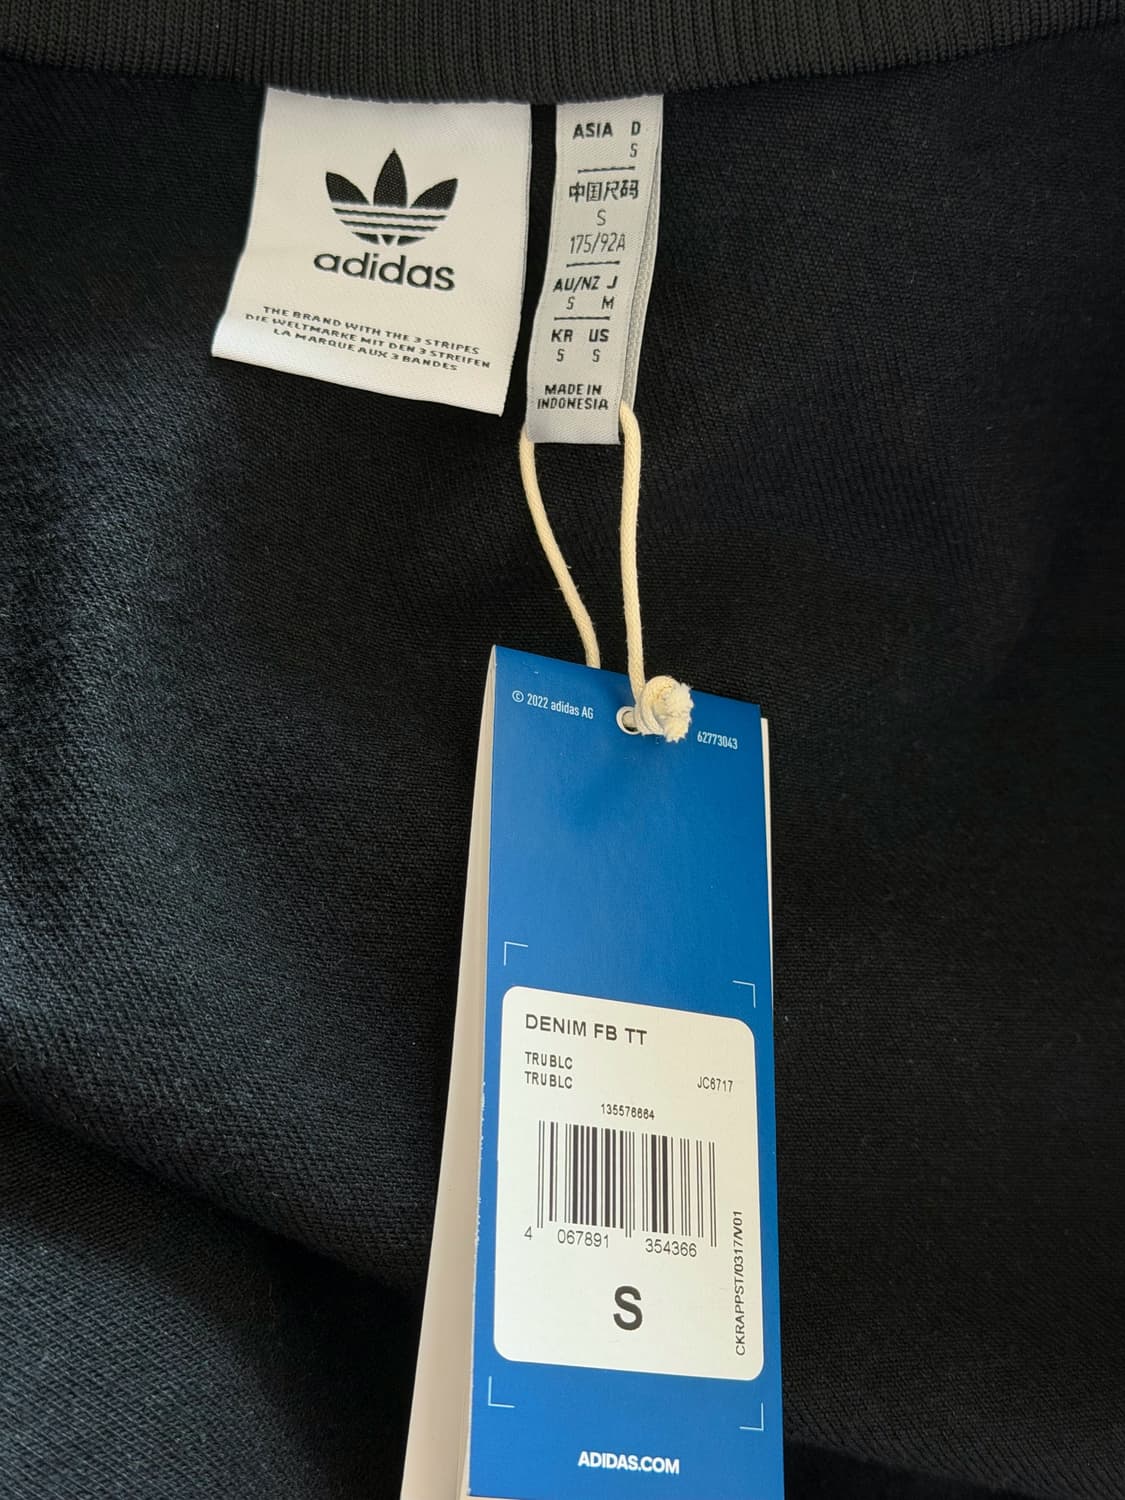 adidas
THE BRAND WITH THE 3 STRIPES
DIE WELTMARKE MIT DEN 3 STREIFEN
LA MARQUE AUX 3 BANDES
ASIA D
S
中国尺码
S
175/92A
AU/NZ J
S M
KR US
S S
MADE IN
INDONESIA
© 2022 adidas AG
62773043
DENIM FB TT
TRUBLC
TRUBLC JC6717
135576664
4 067891 354366
S
CKRAPPST/0317/V01
ADIDAS.COM